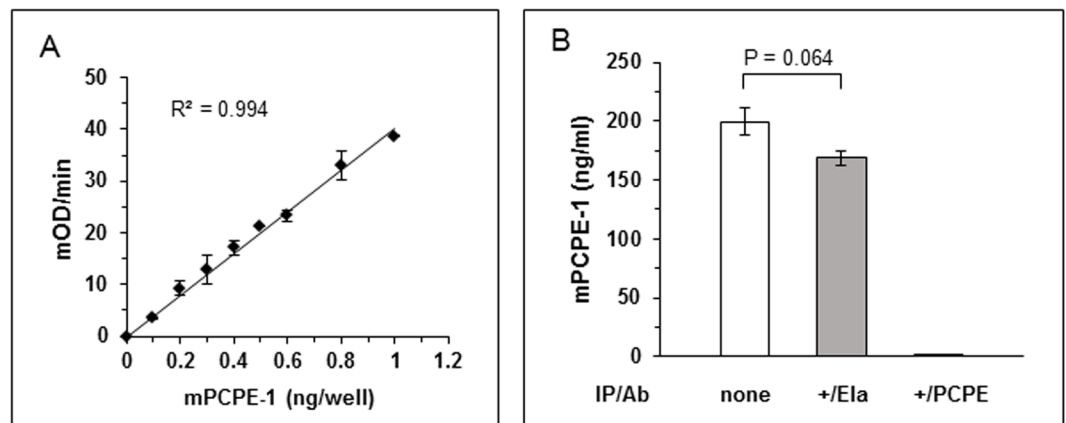 A
50
40
30
20
10
0
mOD/min
R² = 0.994
0 0.2 0.4 0.6 0.8 1 1.2
mPCPE-1 (ng/well)
B
250
200
150
100
50
0
mPCPE-1 (ng/ml)
P = 0.064
IP/Ab none +/Ela +/PCPE